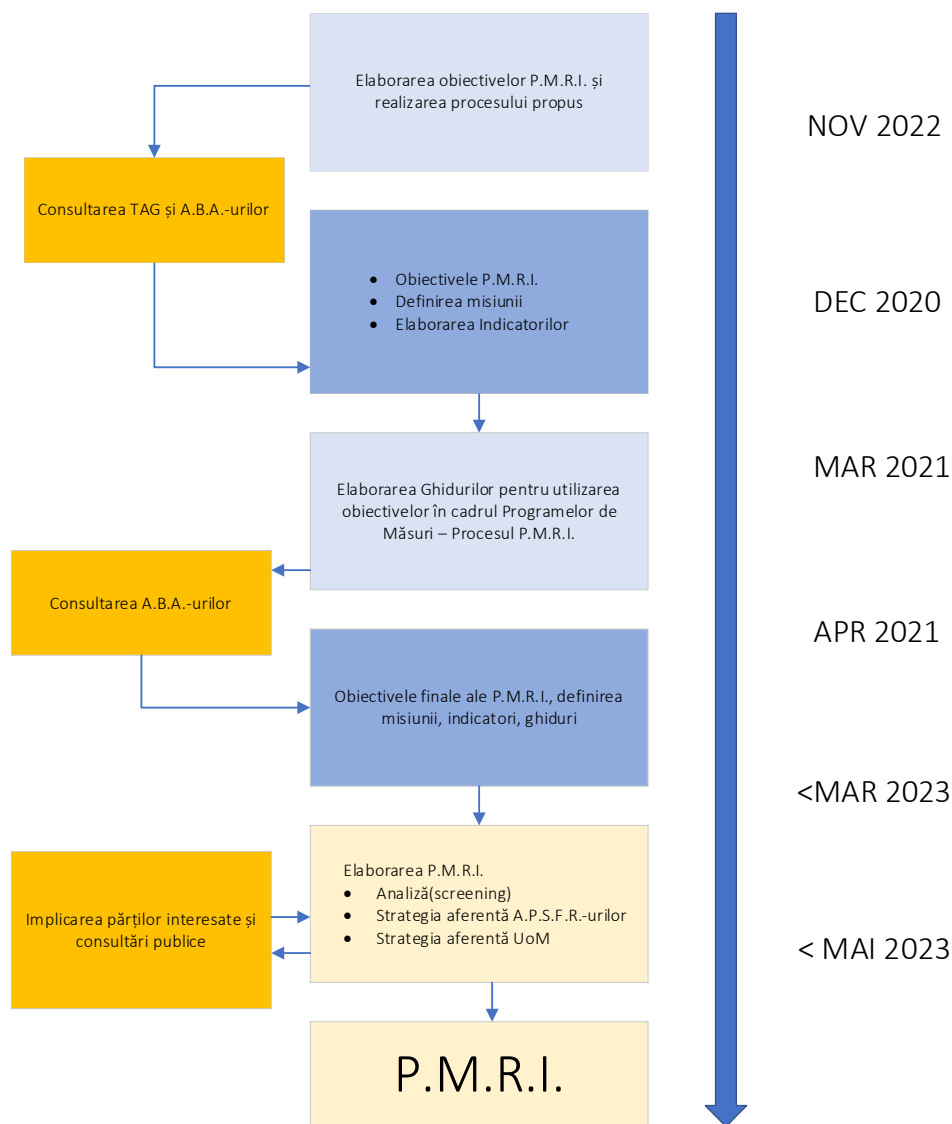 Elaborarea obiectivelor P.M.R.I. și
realizarea procesului propus
NOV 2022
Consultarea TAG și A.B.A.-urilor
• Obiectivele P.M.R.I.
• Definirea misiunii
• Elaborarea Indicatorilor
DEC 2020
Elaborarea Ghidurilor pentru utilizarea
obiectivelor în cadrul Programelor de
Măsuri – Procesul P.M.R.I.
MAR 2021
Consultarea A.B.A.-urilor
APR 2021
Obiectivele finale ale P.M.R.I., definirea
misiunii, indicatori, ghiduri
<MAR 2023
Elaborarea P.M.R.I.
• Analiză(screening)
• Strategia aferentă A.P.S.F.R.-urilor
• Strategia aferentă UoM
Implicarea părților interesate și
consultări publice
< MAI 2023
P.M.R.I.